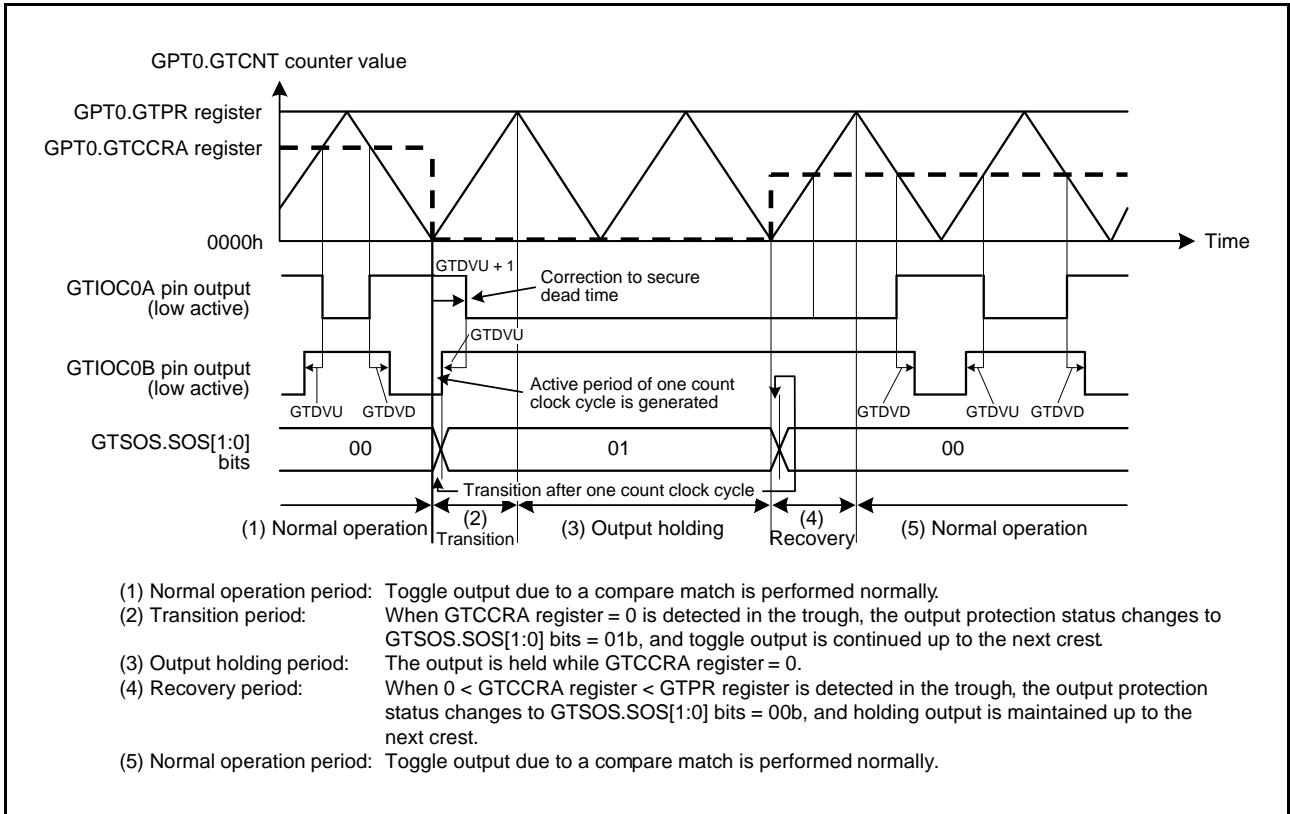 GPT0.GTCNT counter value
GPT0.GTPR register
GPT0.GTCCRA register
0000h
Time
GTDVU + 1
Correction to secure
dead time
GTIOC0A pin output
(low active)
GTDVU
GTIOC0B pin output
(low active)
Active period of one count
clock cycle is generated
GTDVU
GTDVD
GTDVD
GTDVU
GTDVD
GTSOS.SOS[1:0]
bits
00
01
00
Transition after one count clock cycle
(1) Normal operation
(2)
Transition
(3) Output holding
(4)
Recovery
(5) Normal operation
(1) Normal operation period: Toggle output due to a compare match is performed normally.
(2) Transition period: When GTCCRA register = 0 is detected in the trough, the output protection status changes to
GTSOS.SOS[1:0] bits = 01b, and toggle output is continued up to the next crest.
(3) Output holding period: The output is held while GTCCRA register = 0.
(4) Recovery period: When 0 < GTCCRA register < GTPR register is detected in the trough, the output protection
status changes to GTSOS.SOS[1:0] bits = 00b, and holding output is maintained up to the
next crest.
(5) Normal operation period: Toggle output due to a compare match is performed normally.